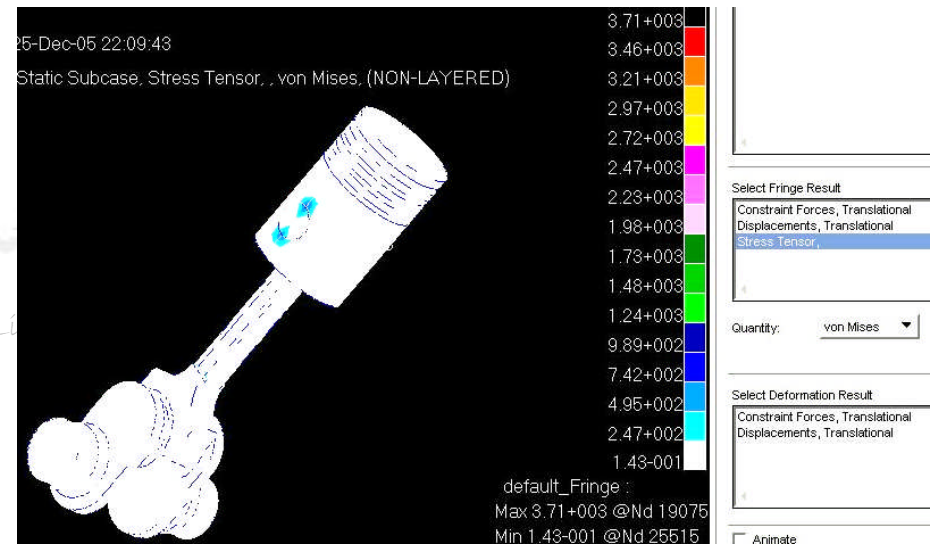 25-Dec-05 22:09:43
Static Subcase, Stress Tensor, , von Mises, (NON-LAYERED)
3.71+003
3.46+003
3.21+003
2.97+003
2.72+003
2.47+003
2.23+003
1.98+003
1.73+003
1.48+003
1.24+003
9.89+002
7.42+002
4.95+002
2.47+002
1.43-001
default_Fringe :
Max 3.71+003 @Nd 19075
Min 1.43-001 @Nd 25515
Select Fringe Result
Constraint Forces, Translational
Displacements, Translational
Stress Tensor,
Quantity: von Mises
Select Deformation Result
Constraint Forces, Translational
Displacements, Translational
Animate